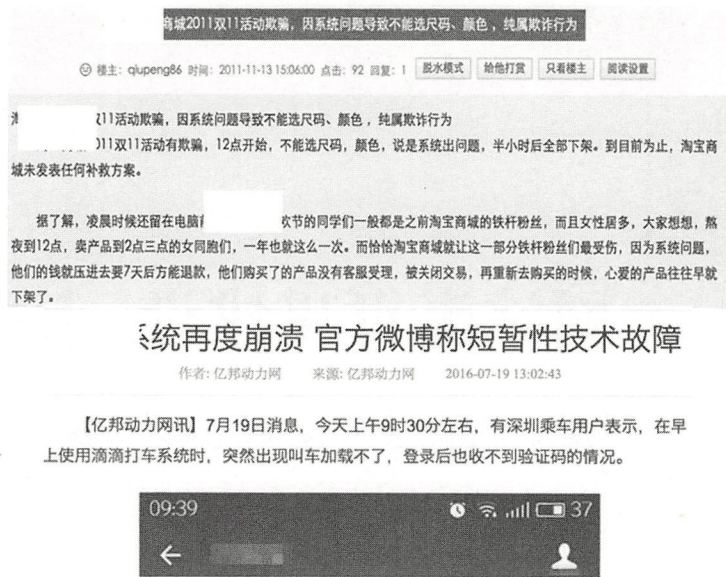 商城2011双11活动欺骗，因系统问题导致不能选尺码、颜色，纯属欺诈行为
楼主：qiupeng86 时间：2011-11-13 15:06:00 点击：92 回复：1 脱水模式 给他打赏 只看楼主 阅读设置
双11活动欺骗，因系统问题导致不能选尺码、颜色，纯属欺诈行为
011双11活动有欺骗，12点开始，不能选尺码，颜色，说是系统出问题，半小时后全部下架。到目前为止，淘宝商
城未发表任何补救方案。
据了解，凌晨时候还留在电脑 欢节的同学们一般都是之前淘宝商城的铁杆粉丝，而且女性居多，大家想想，熬
夜到12点，卖产品到2点三点的女同胞们，一年也就这么一次。而恰恰淘宝商城就让这一部分铁杆粉丝们最受伤，因为系统问题，
他们的钱就压进去要7天后方能退款，他们购买了的产品没有客服受理，被关闭交易，再重新去购买的时候，心爱的产品往往早就
下架了。
系统再度崩溃 官方微博称短暂性技术故障
作者: 亿邦动力网 来源: 亿邦动力网 2016-07-19 13:02:43
【亿邦动力网讯】7月19日消息，今天上午9时30分左右，有深圳乘车用户表示，在早
上使用滴滴打车系统时，突然出现叫车加载不了，登录后也收不到验证码的情况。
09:39 37